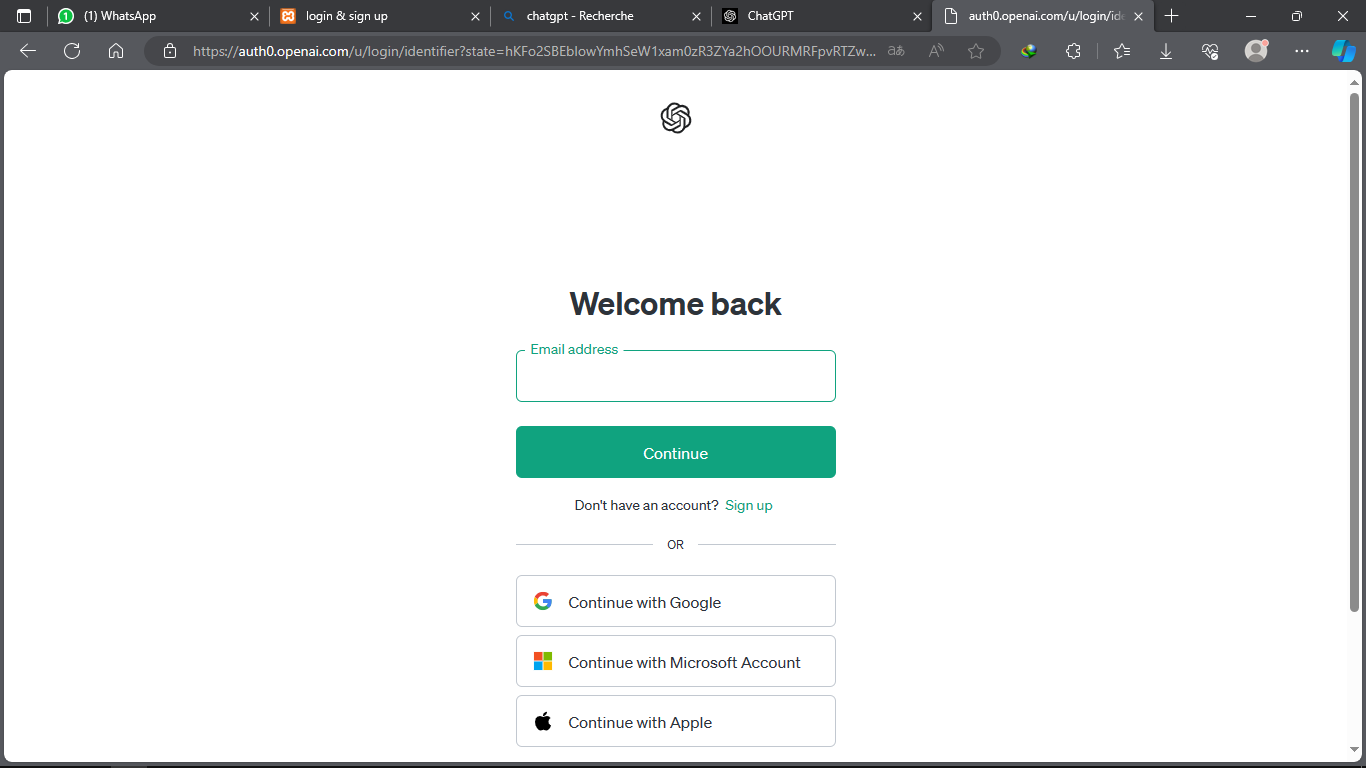 (1) WhatsApp
login & sign up
chatgpt - Recherche
ChatGPT
auth0.openai.com/u/login/ide
https://auth0.openai.com/u/login/identifier?state=hKFo2SBEblowYmhSeW1xam0zR3ZYa2hOOURMRFpvRTZw...
Welcome back
Email address
Continue
Don't have an account? Sign up
OR
Continue with Google
Continue with Microsoft Account
Continue with Apple